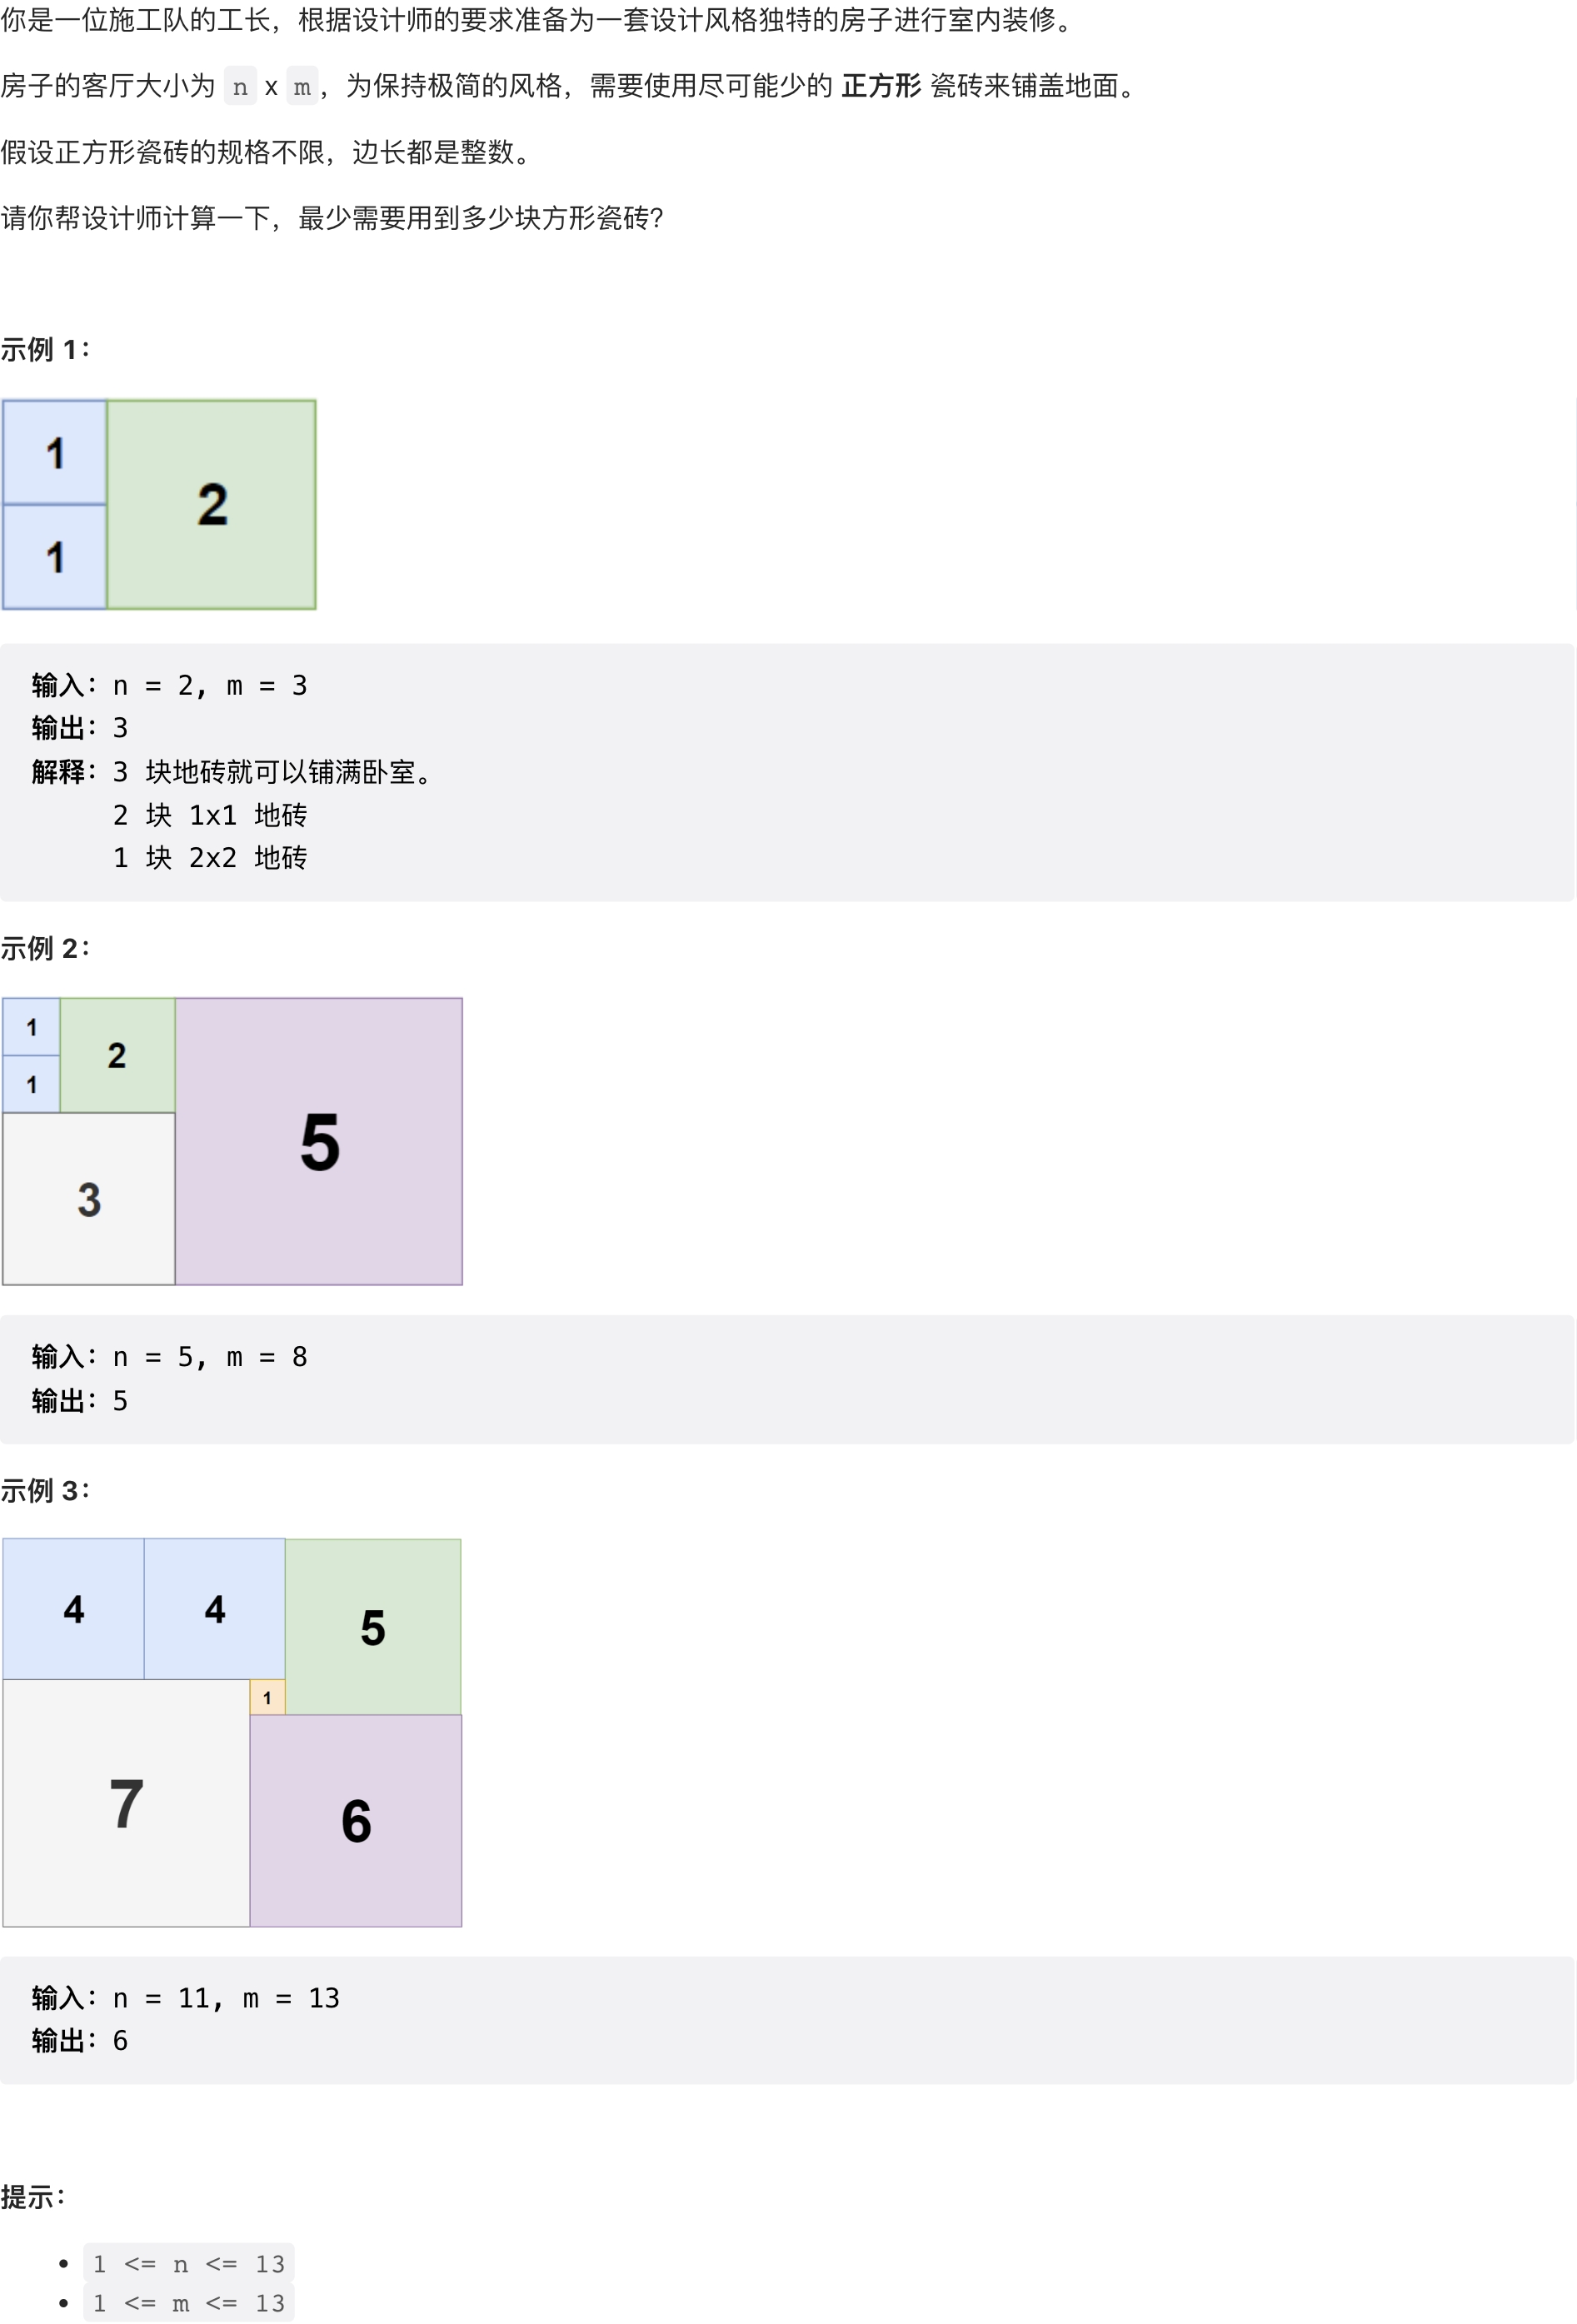 你是一位施工队的工长，根据设计师的要求准备为一套设计风格独特的房子进行室内装修。
房子的客厅大小为 n x m，为保持极简的风格，需要使用尽可能少的 正方形 瓷砖来铺盖地面。
假设正方形瓷砖的规格不限，边长都是整数。
请你帮设计师计算一下，最少需要用到多少块方形瓷砖？
示例 1：
1
2
1
输入：n = 2, m = 3
输出：3
解释：3 块地砖就可以铺满卧室。
2 块 1x1 地砖
1 块 2x2 地砖
示例 2：
1
2
1
5
3
输入：n = 5, m = 8
输出：5
示例 3：
4 4 5
1
7 6
输入：n = 11, m = 13
输出：6
提示：
• 1 <= n <= 13
• 1 <= m <= 13